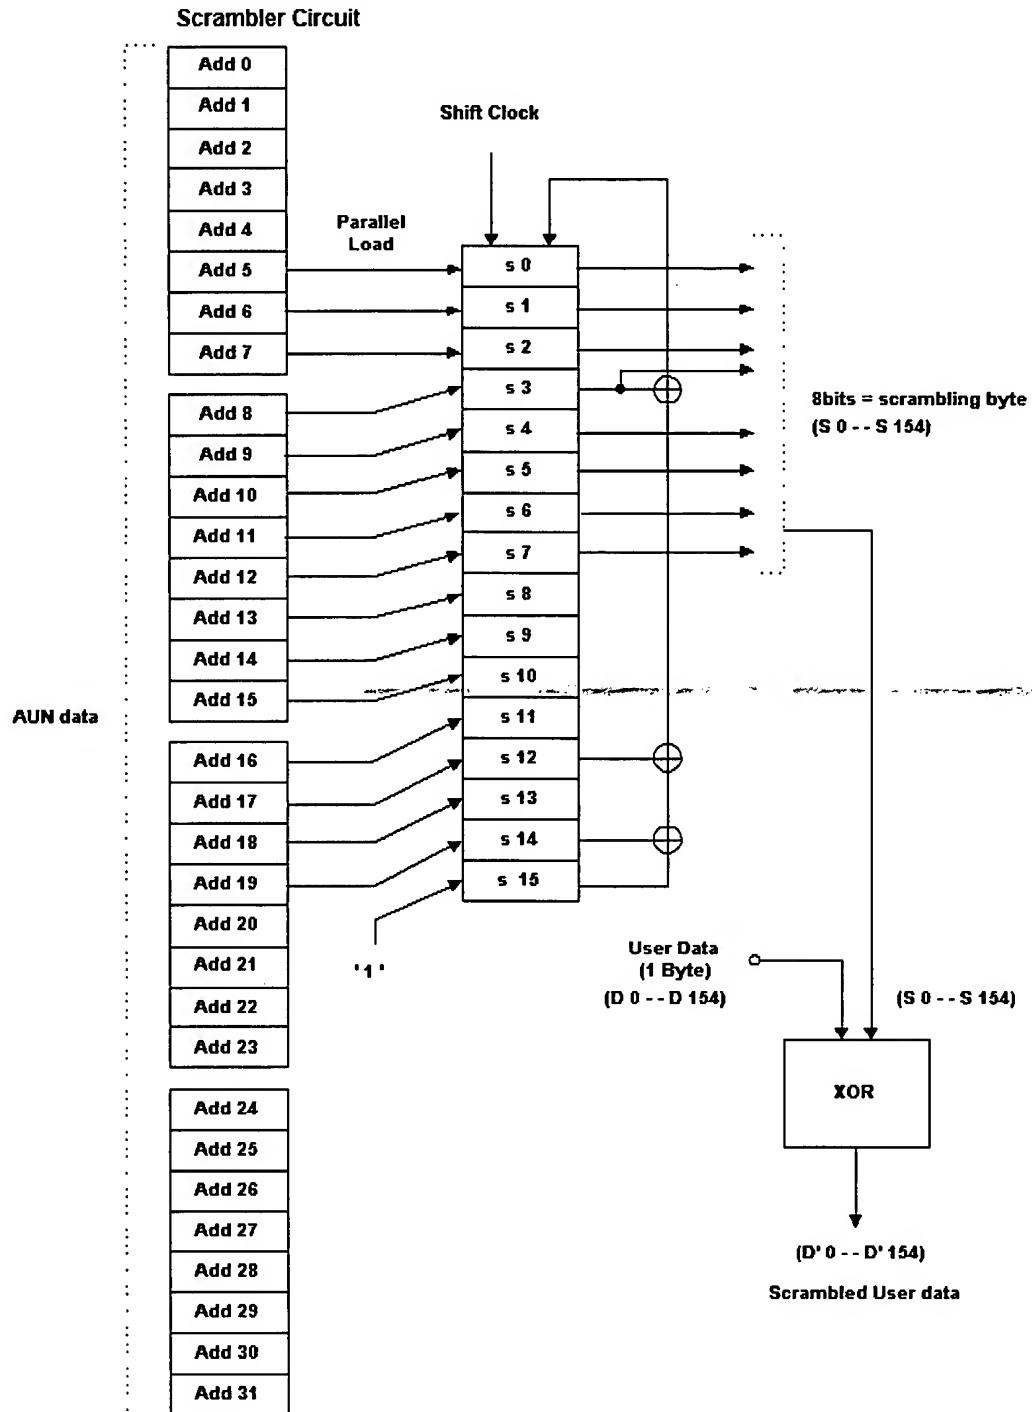 Scrambler Circuit
Add 0
Add 1
Add 2
Add 3
Add 4
Add 5
Add 6
Add 7
Add 8
Add 9
Add 10
Add 11
Add 12
Add 13
Add 14
Add 15
AUN data
Add 16
Add 17
Add 18
Add 19
Add 20
Add 21
Add 22
Add 23
Add 24
Add 25
Add 26
Add 27
Add 28
Add 29
Add 30
Add 31
Parallel
Load
'1'
Shift Clock
s 0
s 1
s 2
s 3
s 4
s 5
s 6
s 7
s 8
s 9
s 10
s 11
s 12
s 13
s 14
s 15
8bits = scrambling byte
(S 0 - - S 154)
User Data
(1 Byte)
(D 0 - - D 154)
(S 0 - - S 154)
XOR
(D' 0 - - D' 154)
Scrambled User data